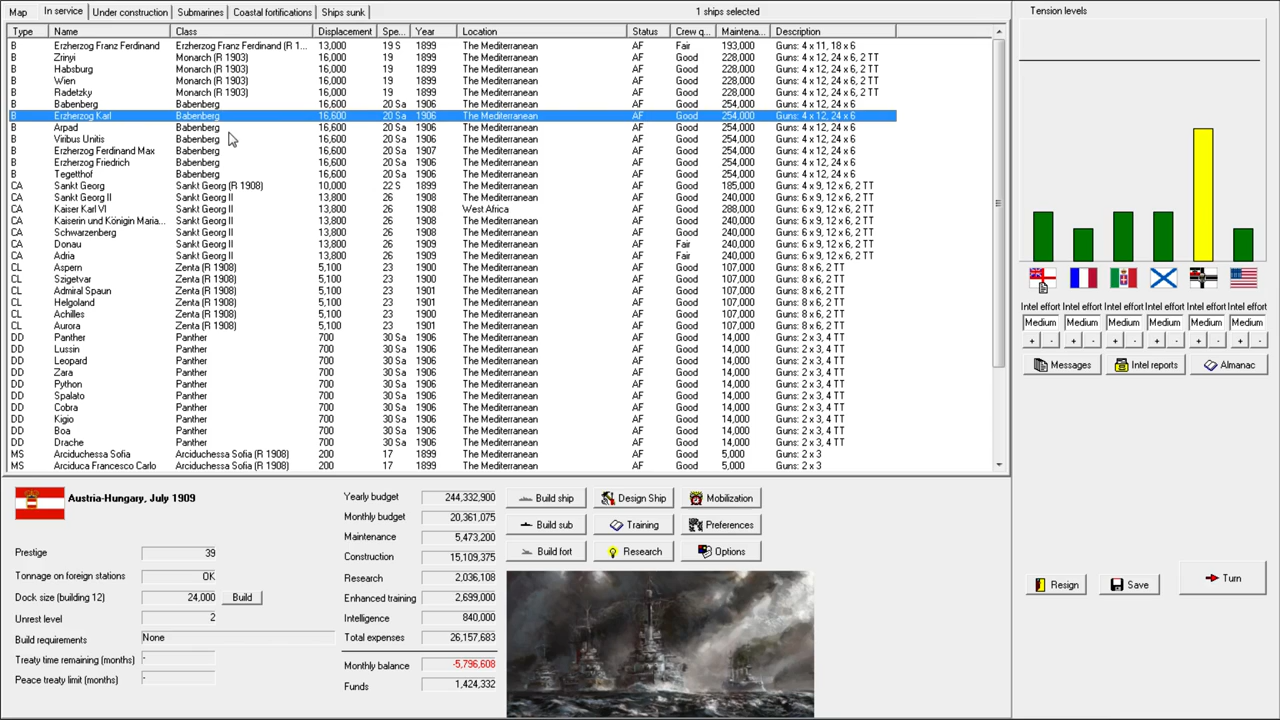 Map In service Under construction Submarines Coastal fortifications Ships sunk 1 ships selected Tension levels
Type Name Class Displacement Spe... Year Location Status Crew q... Maintena... Description
B Erzherzog Franz Ferdinand Erzherzog Franz Ferdinand (R 1... 13,000 19 S 1899 The Mediterranean AF Fair 193,000 Guns: 4 x 11, 18 x 6
B Zrinyi Monarch (R 1903) 16,000 19 1899 The Mediterranean AF Good 228,000 Guns: 4 x 12, 24 x 6, 2 TT
B Habsburg Monarch (R 1903) 16,000 19 1899 The Mediterranean AF Good 228,000 Guns: 4 x 12, 24 x 6, 2 TT
B Wien Monarch (R 1903) 16,000 19 1899 The Mediterranean AF Good 228,000 Guns: 4 x 12, 24 x 6, 2 TT
B Radetzky Monarch (R 1903) 16,000 19 1899 The Mediterranean AF Good 228,000 Guns: 4 x 12, 24 x 6, 2 TT
B Babenberg Babenberg 16,600 20 Sa 1906 The Mediterranean AF Good 254,000 Guns: 4 x 12, 24 x 6
B Erzherzog Karl Babenberg 16,600 20 Sa 1906 The Mediterranean AF Good 254,000 Guns: 4 x 12, 24 x 6
B Arpad Babenberg 16,600 20 Sa 1906 The Mediterranean AF Good 254,000 Guns: 4 x 12, 24 x 6
B Viribus Unitis Babenberg 16,600 20 Sa 1906 The Mediterranean AF Good 254,000 Guns: 4 x 12, 24 x 6
B Erzherzog Ferdinand Max Babenberg 16,600 20 Sa 1907 The Mediterranean AF Good 254,000 Guns: 4 x 12, 24 x 6
B Erzherzog Friedrich Babenberg 16,600 20 Sa 1906 The Mediterranean AF Good 254,000 Guns: 4 x 12, 24 x 6
B Tegetthof Babenberg 16,600 20 Sa 1906 The Mediterranean AF Good 254,000 Guns: 4 x 12, 24 x 6
CA Sankt Georg Sankt Georg (R 1908) 10,000 22 S 1899 The Mediterranean AF Good 185,000 Guns: 4 x 9, 12 x 6, 2 TT
CA Sankt Georg II Sankt Georg II 13,800 26 1908 The Mediterranean AF Good 240,000 Guns: 6 x 9, 12 x 6, 2 TT
CA Kaiser Karl VI Sankt Georg II 13,800 26 1908 West Africa AF Good 288,000 Guns: 6 x 9, 12 x 6, 2 TT
CA Kaiserin und Königin Maria... Sankt Georg II 13,800 26 1908 The Mediterranean AF Good 240,000 Guns: 6 x 9, 12 x 6, 2 TT
CA Schwarzenberg Sankt Georg II 13,800 26 1908 The Mediterranean AF Good 240,000 Guns: 6 x 9, 12 x 6, 2 TT
CA Donau Sankt Georg II 13,800 26 1909 The Mediterranean AF Fair 240,000 Guns: 6 x 9, 12 x 6, 2 TT
CA Adria Sankt Georg II 13,800 26 1909 The Mediterranean AF Fair 240,000 Guns: 6 x 9, 12 x 6, 2 TT
CL Aspern Zenta (R 1908) 5,100 23 1900 The Mediterranean AF Good 107,000 Guns: 8 x 6, 2 TT
CL Szigetvar Zenta (R 1908) 5,100 23 1900 The Mediterranean AF Good 107,000 Guns: 8 x 6, 2 TT
CL Admiral Spaun Zenta (R 1908) 5,100 23 1901 The Mediterranean AF Good 107,000 Guns: 8 x 6, 2 TT
CL Helgoland Zenta (R 1908) 5,100 23 1901 The Mediterranean AF Good 107,000 Guns: 8 x 6, 2 TT
CL Achilles Zenta (R 1908) 5,100 23 1900 The Mediterranean AF Good 107,000 Guns: 8 x 6, 2 TT
CL Aurora Zenta (R 1908) 5,100 23 1901 The Mediterranean AF Good 107,000 Guns: 8 x 6, 2 TT
DD Panther Panther 700 30 Sa 1906 The Mediterranean AF Good 14,000 Guns: 2 x 3, 4 TT
DD Lussin Panther 700 30 Sa 1906 The Mediterranean AF Good 14,000 Guns: 2 x 3, 4 TT
DD Leopard Panther 700 30 Sa 1906 The Mediterranean AF Good 14,000 Guns: 2 x 3, 4 TT
DD Zara Panther 700 30 Sa 1906 The Mediterranean AF Good 14,000 Guns: 2 x 3, 4 TT
DD Python Panther 700 30 Sa 1906 The Mediterranean AF Good 14,000 Guns: 2 x 3, 4 TT
DD Spalato Panther 700 30 Sa 1906 The Mediterranean AF Good 14,000 Guns: 2 x 3, 4 TT
DD Cobra Panther 700 30 Sa 1906 The Mediterranean AF Good 14,000 Guns: 2 x 3, 4 TT
DD Kigio Panther 700 30 Sa 1906 The Mediterranean AF Good 14,000 Guns: 2 x 3, 4 TT
DD Boa Panther 700 30 Sa 1906 The Mediterranean AF Good 14,000 Guns: 2 x 3, 4 TT
DD Drache Panther 700 30 Sa 1906 The Mediterranean AF Good 14,000 Guns: 2 x 3, 4 TT
MS Arciduchessa Sofia Arciduchessa Sofia (R 1908) 200 17 1899 The Mediterranean AF Good 5,000 Guns: 2 x 3
MS Arciduca Francesco Carlo Arciduchessa Sofia (R 1908) 200 17 1899 The Mediterranean AF Good 5,000 Guns: 2 x 3
Intel effort Intel effort Intel effort Intel effort Intel effort Intel effort
Medium Medium Medium Medium Medium Medium
+ - + - + - + - + - + -
Messages Intel reports Almanac
Austria-Hungary, July 1909
Prestige 39
Tonnage on foreign stations OK
Dock size (building 12) 24,000 Build
Unrest level 2
Build requirements None
Treaty time remaining (months) -
Peace treaty limit (months) -
Yearly budget 244,332,900
Monthly budget 20,361,075
Maintenance 5,473,200
Construction 15,109,375
Research 2,036,108
Enhanced training 2,699,000
Intelligence 840,000
Total expenses 26,157,683
Monthly balance -5,796,608
Funds 1,424,332
Build ship Design Ship Mobilization
Build sub Training Preferences
Build fort Research Options
Resign Save Turn